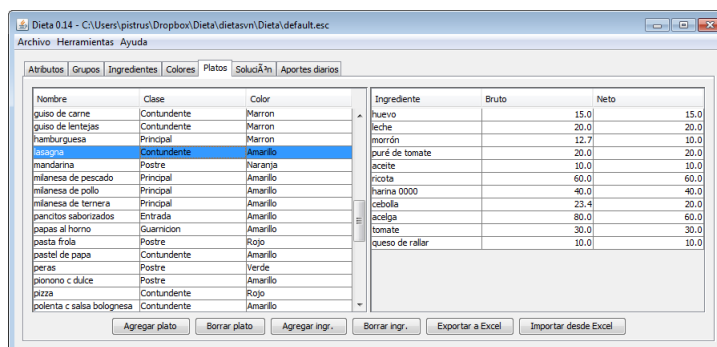 Dieta 0.14 - C:\Users\pistrus\Dropbox\Dieta\dietasvn\Dieta\default.esc
Archivo Herramientas Ayuda
Atributos Grupos Ingredientes Colores Platos SoluciÃ³n Aportes diarios
Nombre Clase Color
guiso de carne Contundente Marron
guiso de lentejas Contundente Marron
hamburguesa Principal Marron
lasagna Contundente Amarillo
mandarina Postre Naranja
milanesa de pescado Principal Amarillo
milanesa de pollo Principal Amarillo
milanesa de ternera Principal Amarillo
pancitos saborizados Entrada Amarillo
papas al horno Guarnicion Amarillo
pasta frola Postre Rojo
pastel de papa Contundente Amarillo
peras Postre Verde
pionono c dulce Postre Amarillo
pizza Contundente Rojo
polenta c salsa bolognesa Contundente Amarillo
Ingrediente Bruto Neto
huevo 15.0 15.0
leche 20.0 20.0
morrón 12.7 10.0
puré de tomate 20.0 20.0
aceite 10.0 10.0
ricota 60.0 60.0
harina 0000 40.0 40.0
cebolla 23.4 20.0
acelga 80.0 60.0
tomate 30.0 30.0
queso de rallar 10.0 10.0
Agregar plato Borrar plato Agregar ingr. Borrar ingr. Exportar a Excel Importar desde Excel